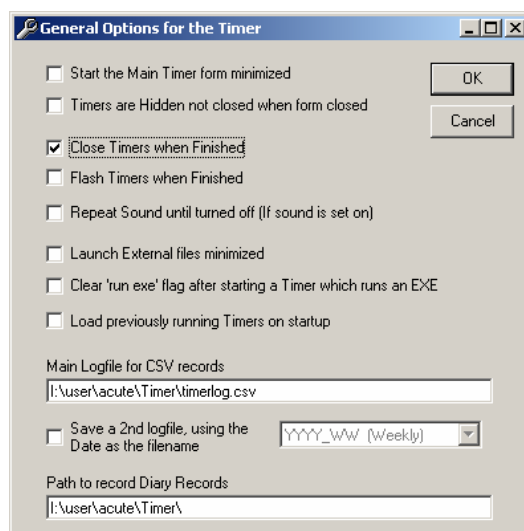 General Options for the Timer
Start the Main Timer form minimized
OK
Timers are Hidden not closed when form closed
Cancel
Close Timers when Finished
Flash Timers when Finished
Repeat Sound until turned off (If sound is set on)
Launch External files minimized
Clear 'run exe' flag after starting a Timer which runs an EXE
Load previously running Timers on startup
Main Logfile for CSV records
I:\user\acute\Timer\timerlog.csv
Save a 2nd logfile, using the
Date as the filename
YYYY_WW (Weekly)
Path to record Diary Records
I:\user\acute\Timer\